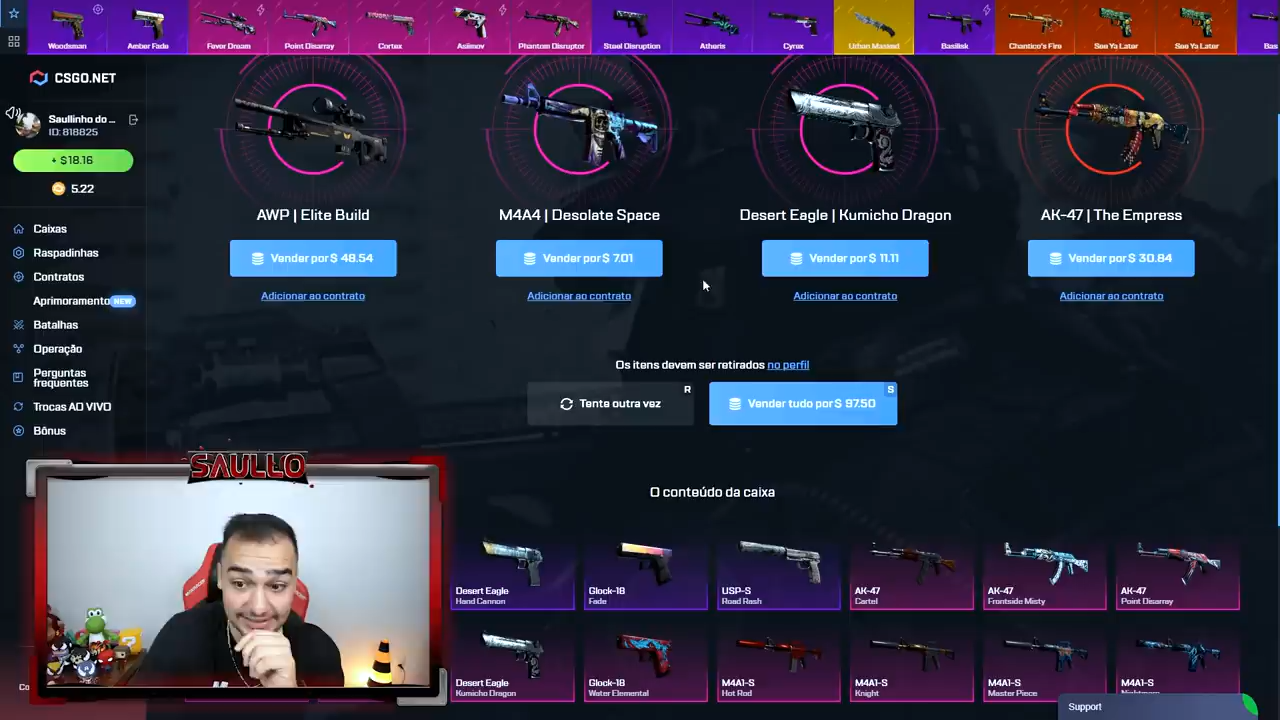 Woodsman
Amber Fade
Fever Dream
Point Disarray
Cortex
Asiimov
Phantom Disruptor
Steel Disruption
Atheris
Cyrex
Urban Masked
Basilisk
Chantico's Fire
See Ya Later
See Ya Later
Bas
CSGO.NET
Saullinho do ...
ID: 818825
+ $18.16
5.22
Caixas
Raspadinhas
Contratos
Aprimoramento NEW
Batalhas
Operação
Perguntas
frequentes
Trocas AO VIVO
Bônus
AWP | Elite Build
M4A4 | Desolate Space
Desert Eagle | Kumicho Dragon
AK-47 | The Empress
Vender por $ 48.54
Vender por $ 7.01
Vender por $ 11.11
Vender por $ 30.84
Adicionar ao contrato
Adicionar ao contrato
Adicionar ao contrato
Adicionar ao contrato
Os itens devem ser retirados no perfil
Tente outra vez R
Vender tudo por $ 97.50 S
SAULLO
O conteúdo da caixa
Desert Eagle
Hand Cannon
Glock-18
Fade
USP-S
Road Rash
AK-47
Cartel
AK-47
Frontside Misty
AK-47
Point Disarray
Desert Eagle
Kumicho Dragon
Glock-18
Water Elemental
M4A1-S
Hot Rod
M4A1-S
Knight
M4A1-S
Master Piece
M4A1-S
Support